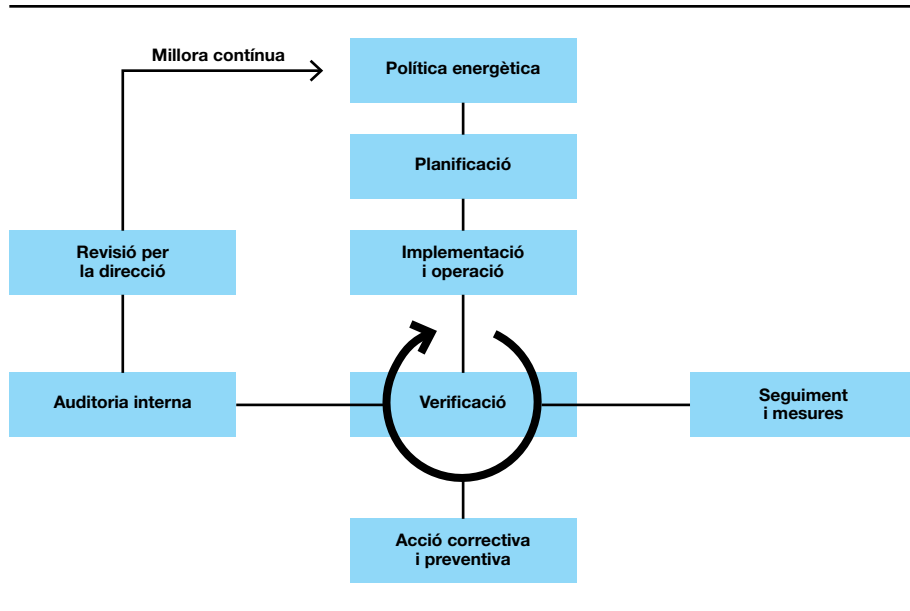 Millora contínua
Política energètica
Planificació
Revisió per
la direcció
Implementació
i operació
Auditoria interna
Verificació
Seguiment
i mesures
Acció correctiva
i preventiva